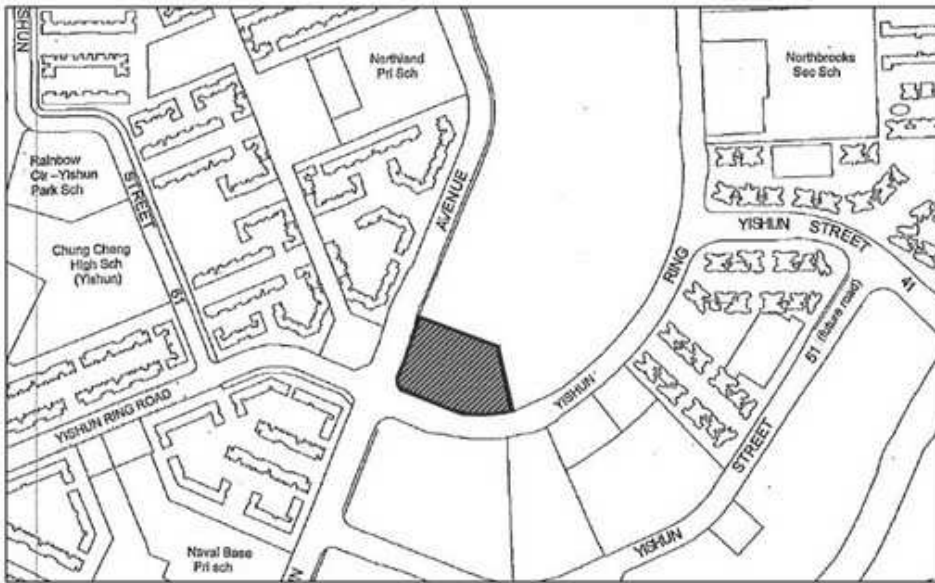 SHUN
Northland
Pri Sch
Northbrooks
Sec Sch
Rainbow
Ctr – Yishun
Park Sch
STREET
AVENUE
Chung Cheng
High Sch
(Yishun)
61
RING
YISHUN STREET
41
51 (future road)
YISHUN
YISHUN RING ROAD
STREET
YISHUN
Naval Base
Pri sch
UN